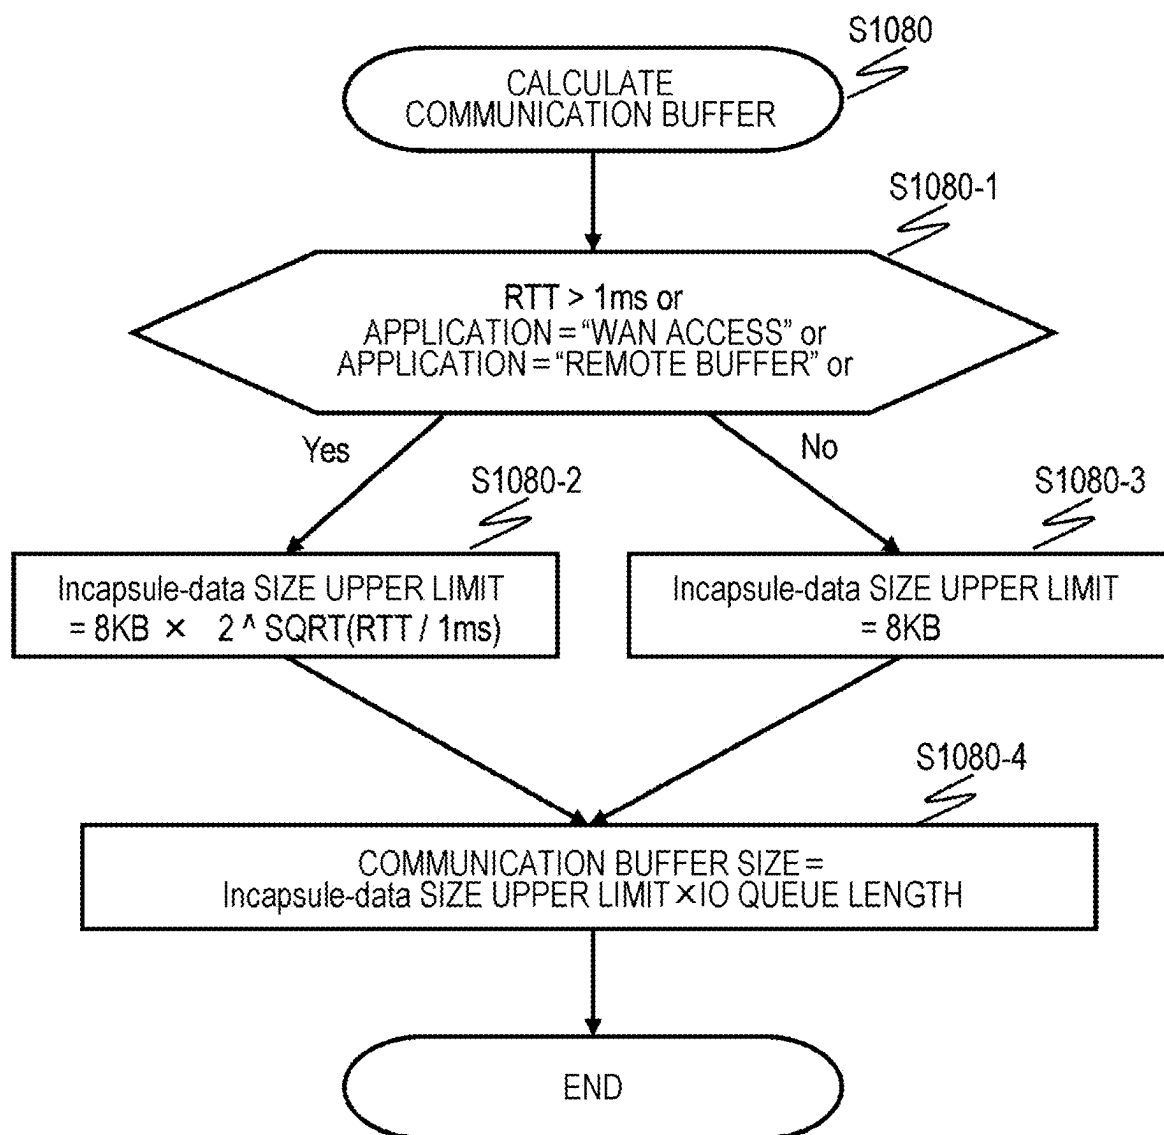 S1080
CALCULATE
COMMUNICATION BUFFER
S1080-1
RTT > 1ms or
APPLICATION = “WAN ACCESS” or
APPLICATION = “REMOTE BUFFER” or
Yes
No
S1080-2
S1080-3
Incapsule-data SIZE UPPER LIMIT
= 8KB × 2 ^ SQRT(RTT / 1ms)
Incapsule-data SIZE UPPER LIMIT
= 8KB
S1080-4
COMMUNICATION BUFFER SIZE =
Incapsule-data SIZE UPPER LIMIT × IO QUEUE LENGTH
END